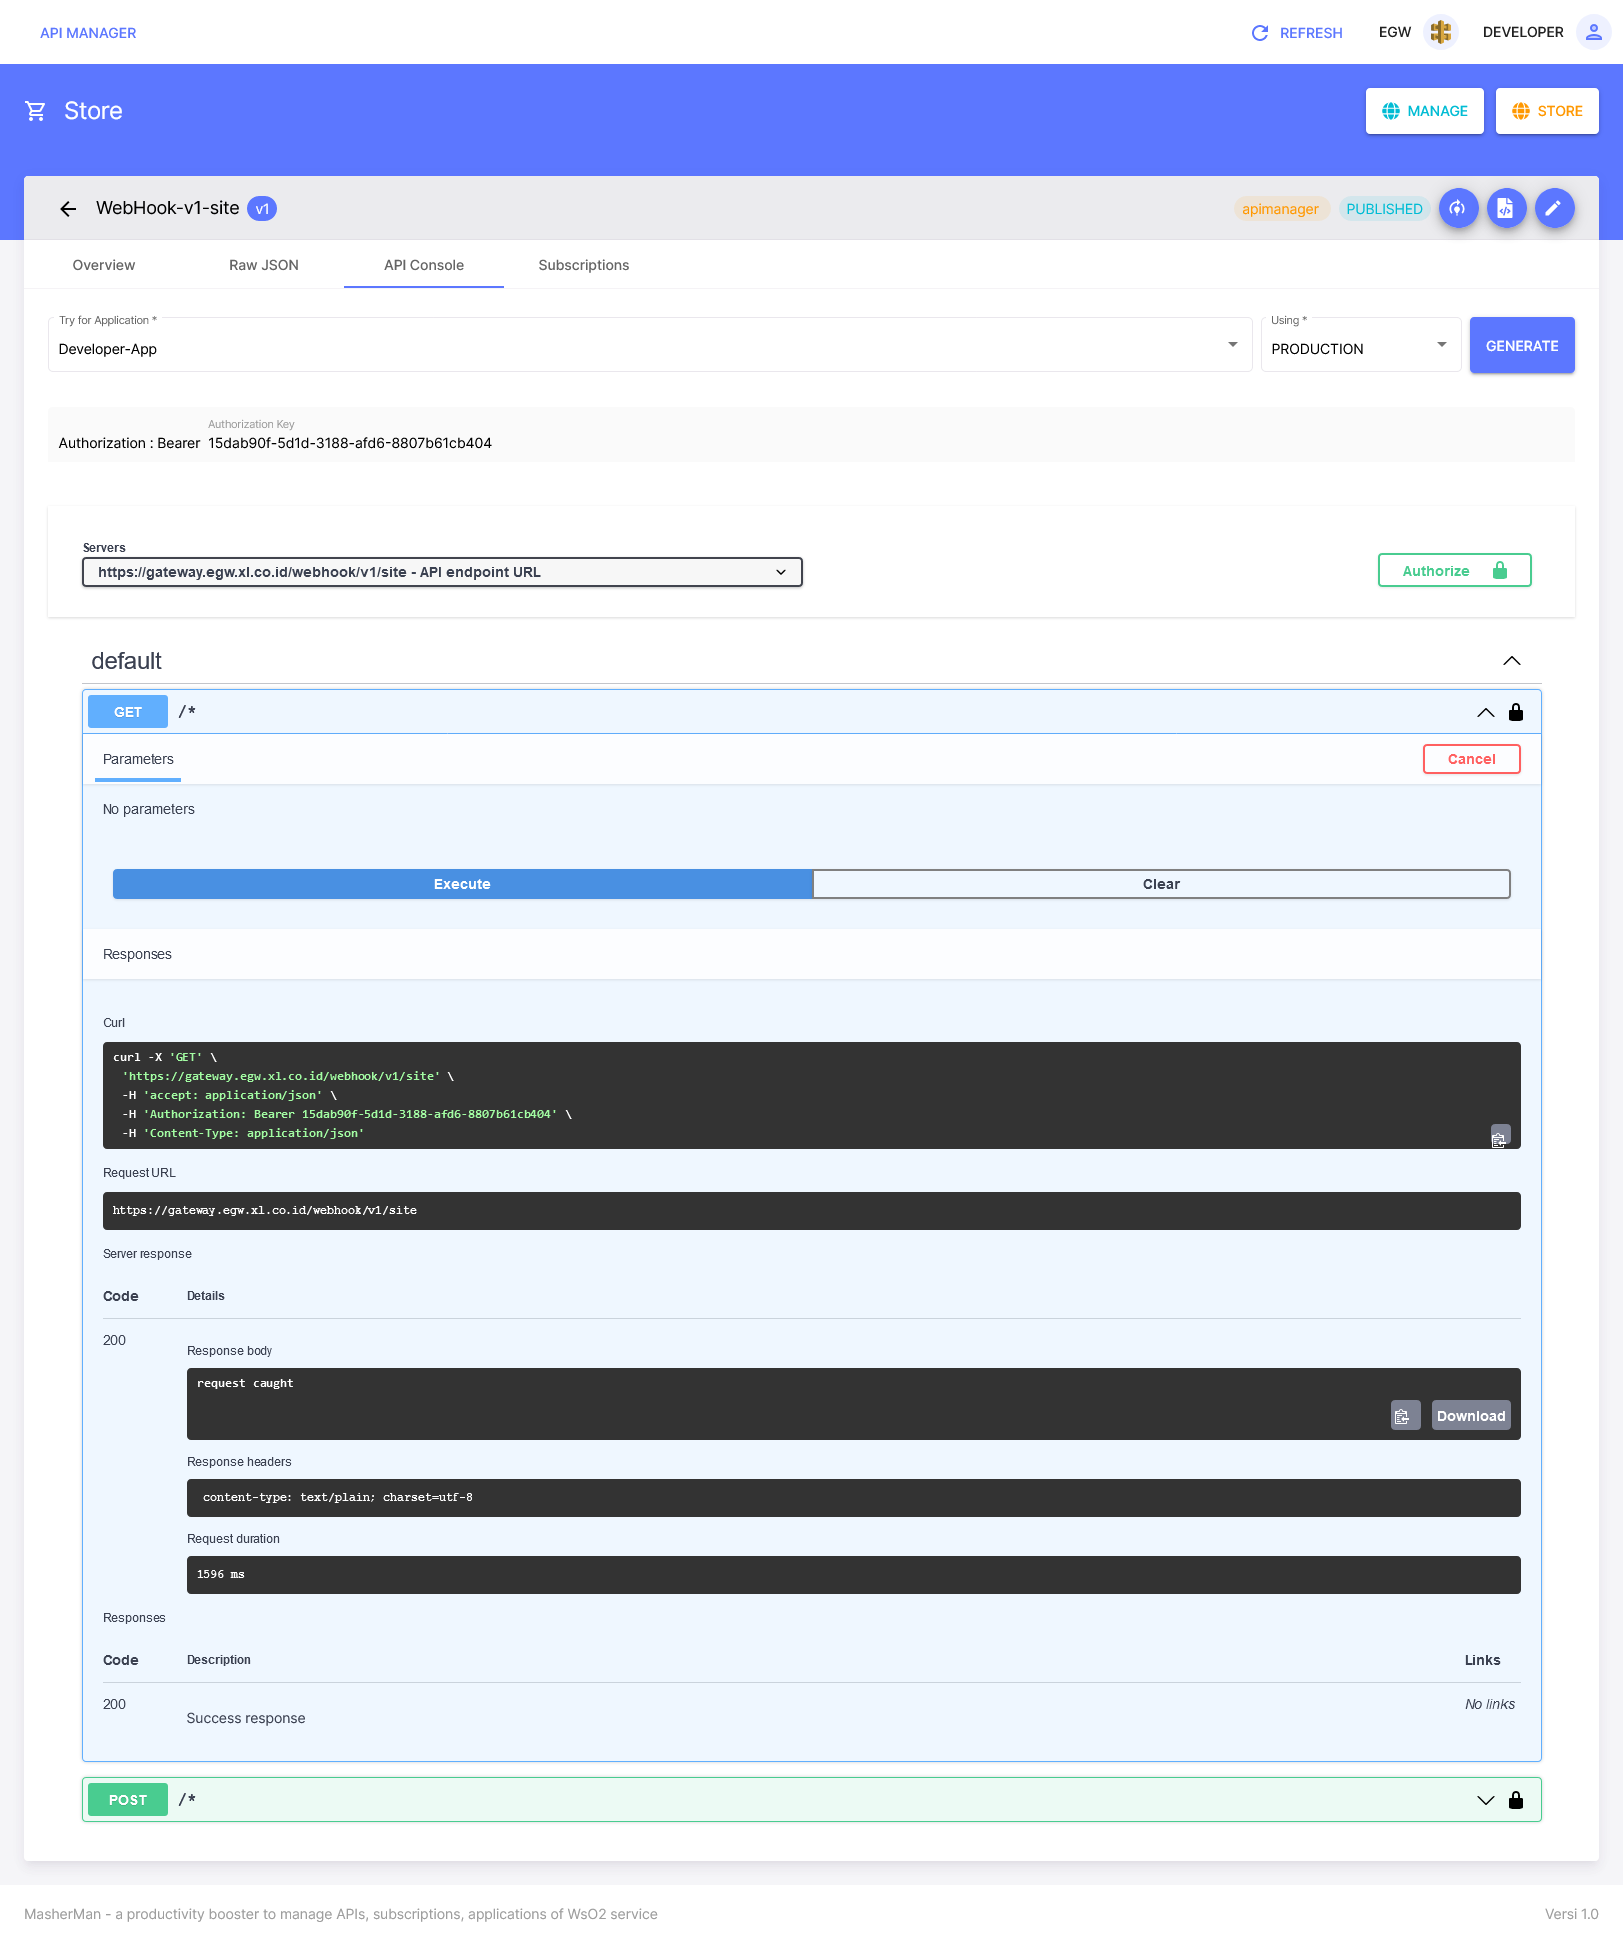 API MANAGER
REFRESH
EGW
DEVELOPER
Store
MANAGE
STORE
WebHook-v1-site v1
apimanager
PUBLISHED
Overview
Raw JSON
API Console
Subscriptions
Try for Application *
Developer-App
Using *
PRODUCTION
GENERATE
Authorization Key
Authorization : Bearer 15dab90f-5d1d-3188-afd6-8807b61cb404
Servers
https://gateway.egw.xl.co.id/webhook/v1/site - API endpoint URL
Authorize
default
GET /*
Parameters
Cancel
No parameters
Execute
Clear
Responses
Curl
curl -X 'GET' \
'https://gateway.egw.xl.co.id/webhook/v1/site' \
-H 'accept: application/json' \
-H 'Authorization: Bearer 15dab90f-5d1d-3188-afd6-8807b61cb404' \
-H 'Content-Type: application/json'
Request URL
https://gateway.egw.xl.co.id/webhook/v1/site
Server response
Code Details
200
Response body
request caught
Download
Response headers
content-type: text/plain; charset=utf-8
Request duration
1596 ms
Responses
Code Description Links
200 No links
Success response
POST /*
MasherMan - a productivity booster to manage APIs, subscriptions, applications of WsO2 service
Versi 1.0